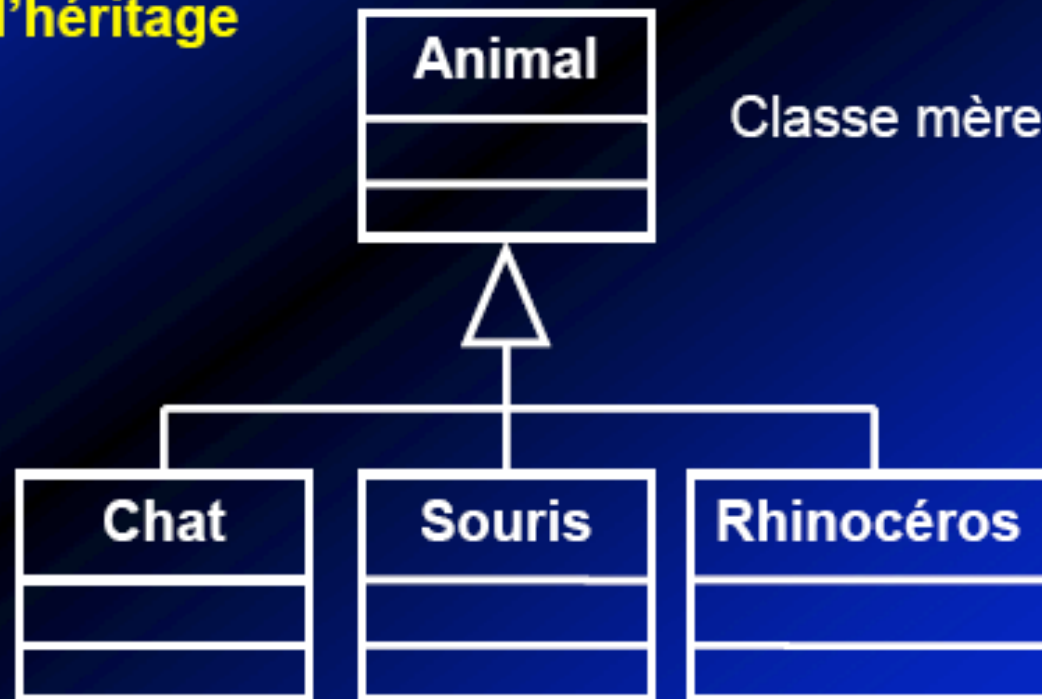 l'héritage
Animal
Classe mère
Chat
Souris
Rhinocéros